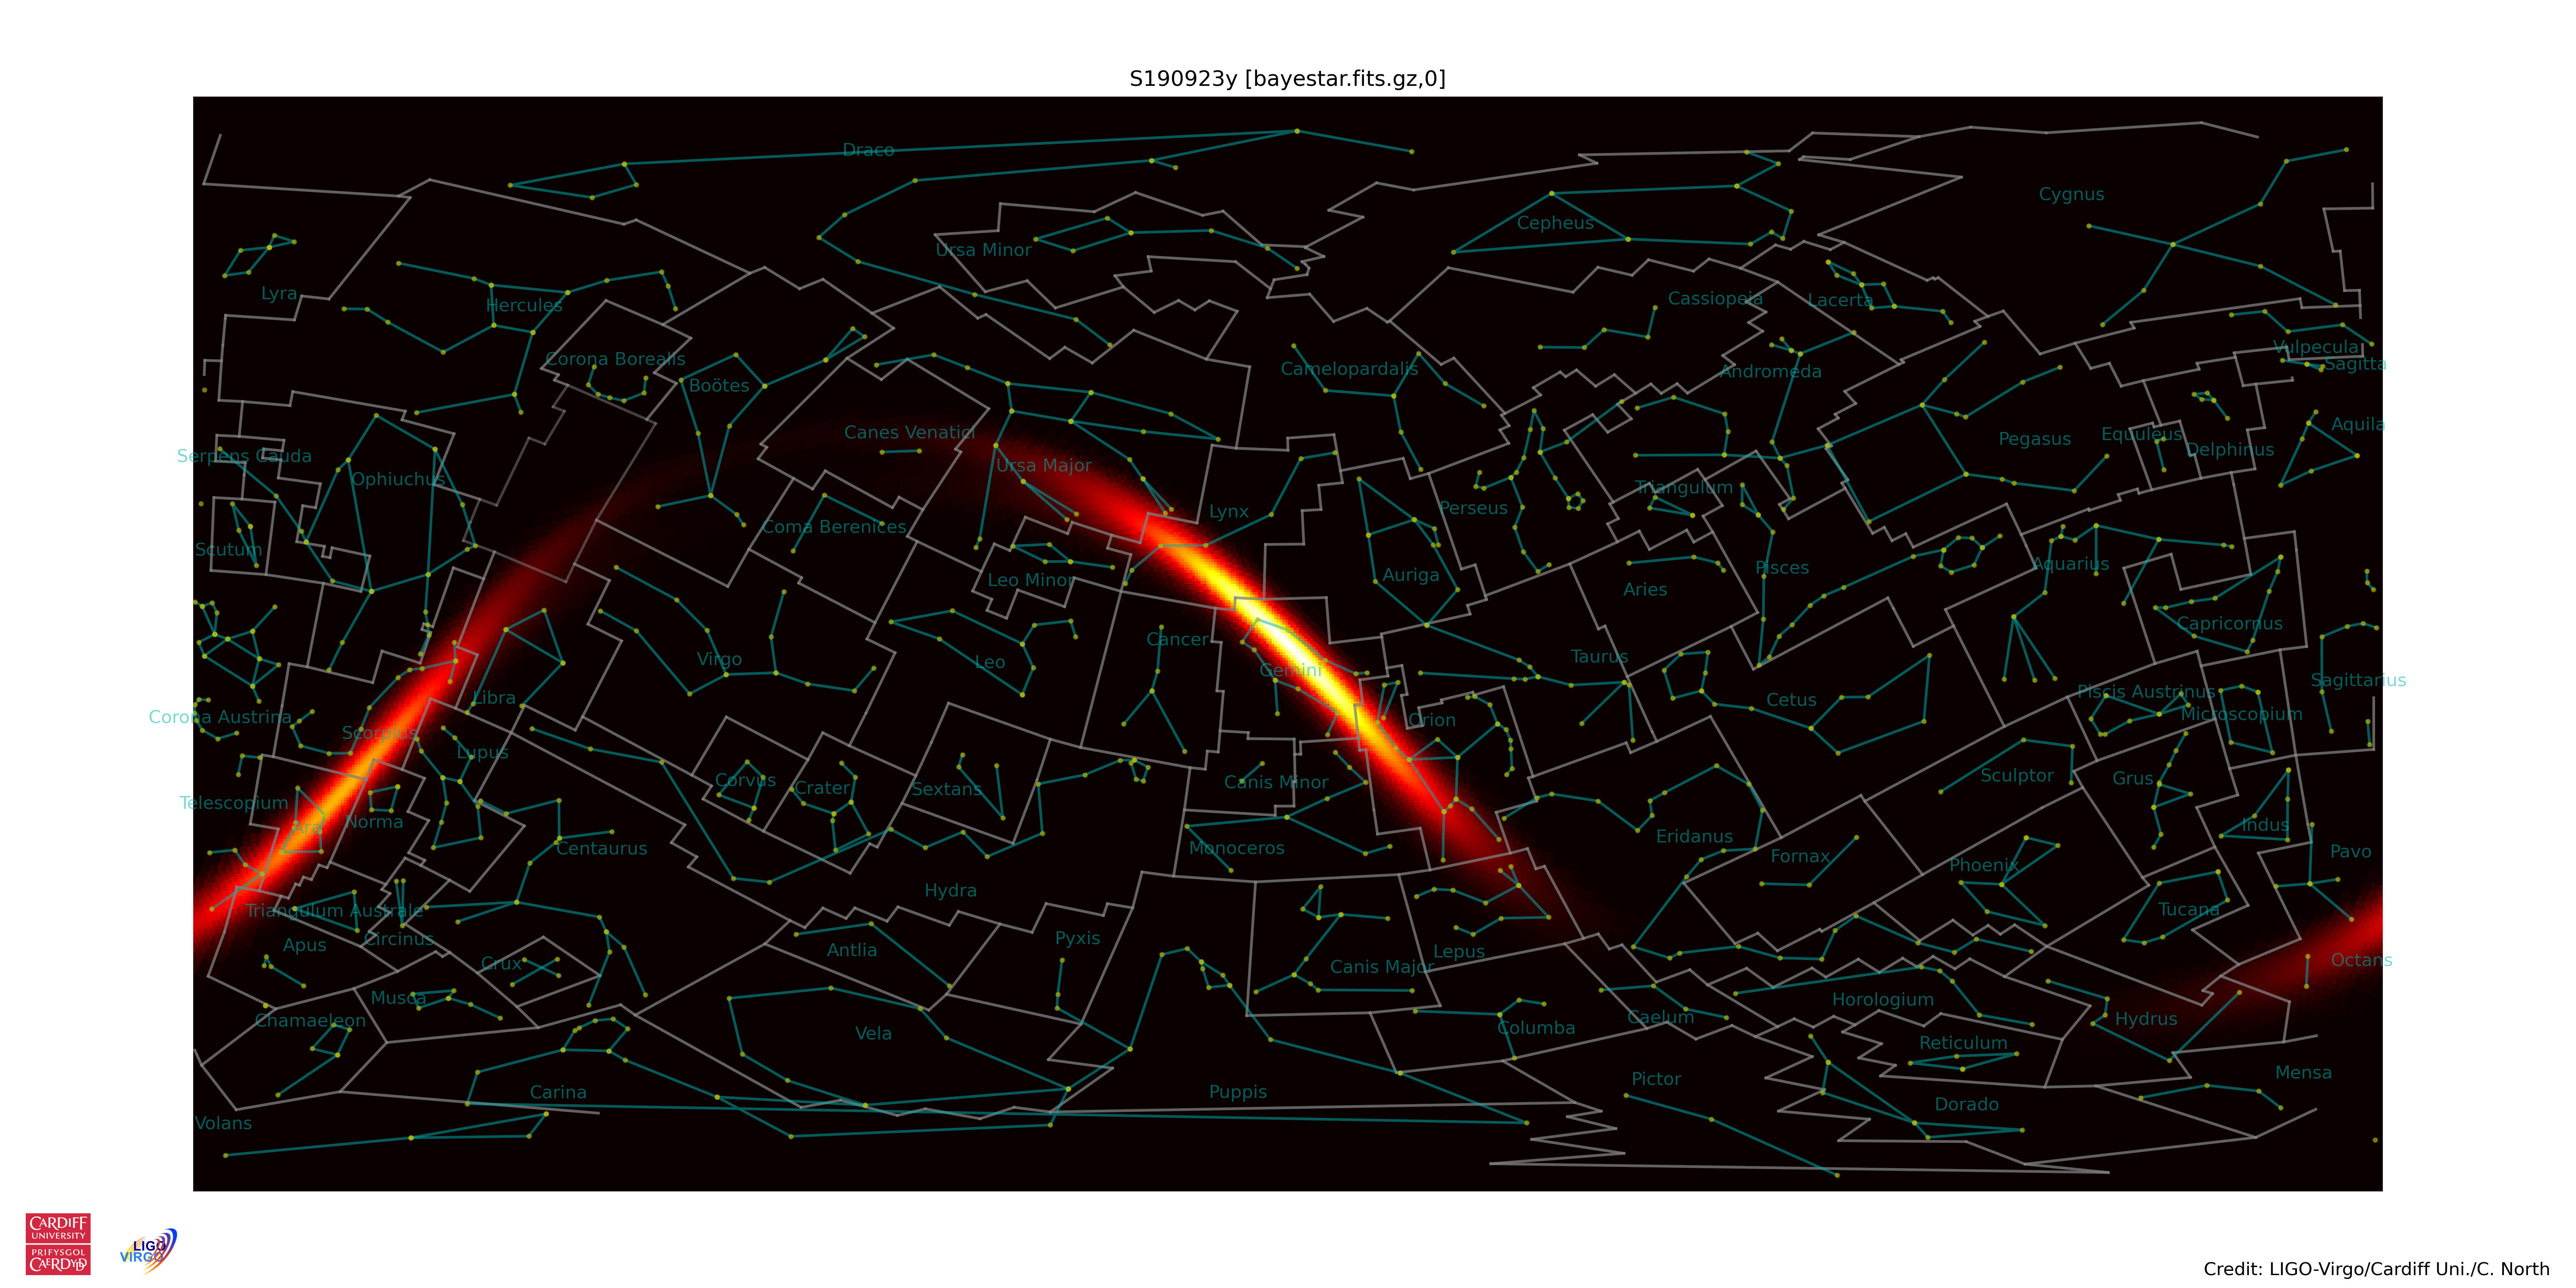 S190923y [bayestar.fits.gz,0]
Draco
Cygnus
Cepheus
Ursa Minor
Lyra
Hercules
Cassiopeia
Lacerta
Corona Borealis
Boötes
Camelopardalis
Andromeda
Vulpecula
Sagitta
Canes Venatici
Aquila
Serpens Cauda
Ophiuchus
Ursa Major
Pegasus
Equuleus
Delphinus
Coma Berenices
Lynx
Perseus
Triangulum
Scutum
Leo Minor
Auriga
Aries
Pisces
Aquarius
Virgo
Leo
Cancer
Gemini
Taurus
Capricornus
Libra
Cetus
Piscis Austrinus
Sagittarius
Corona Austrina
Scorpius
Orion
Microscopium
Lupus
Telescopium
Corvus
Crater
Sextans
Canis Minor
Sculptor
Grus
Ara
Norma
Centaurus
Monoceros
Eridanus
Fornax
Phoenix
Indus
Pavo
Hydra
Triangulum Australe
Tucana
Apus
Circinus
Antlia
Pyxis
Canis Major
Lepus
Octans
Crux
Musca
Chamaeleon
Vela
Columba
Caelum
Horologium
Hydrus
Reticulum
Carina
Puppis
Pictor
Dorado
Mensa
Volans
CARDIFF
UNIVERSITY
PRIFYSGOL
CAERDYDD
LIGO
VIRGO
Credit: LIGO-Virgo/Cardiff Uni./C. North